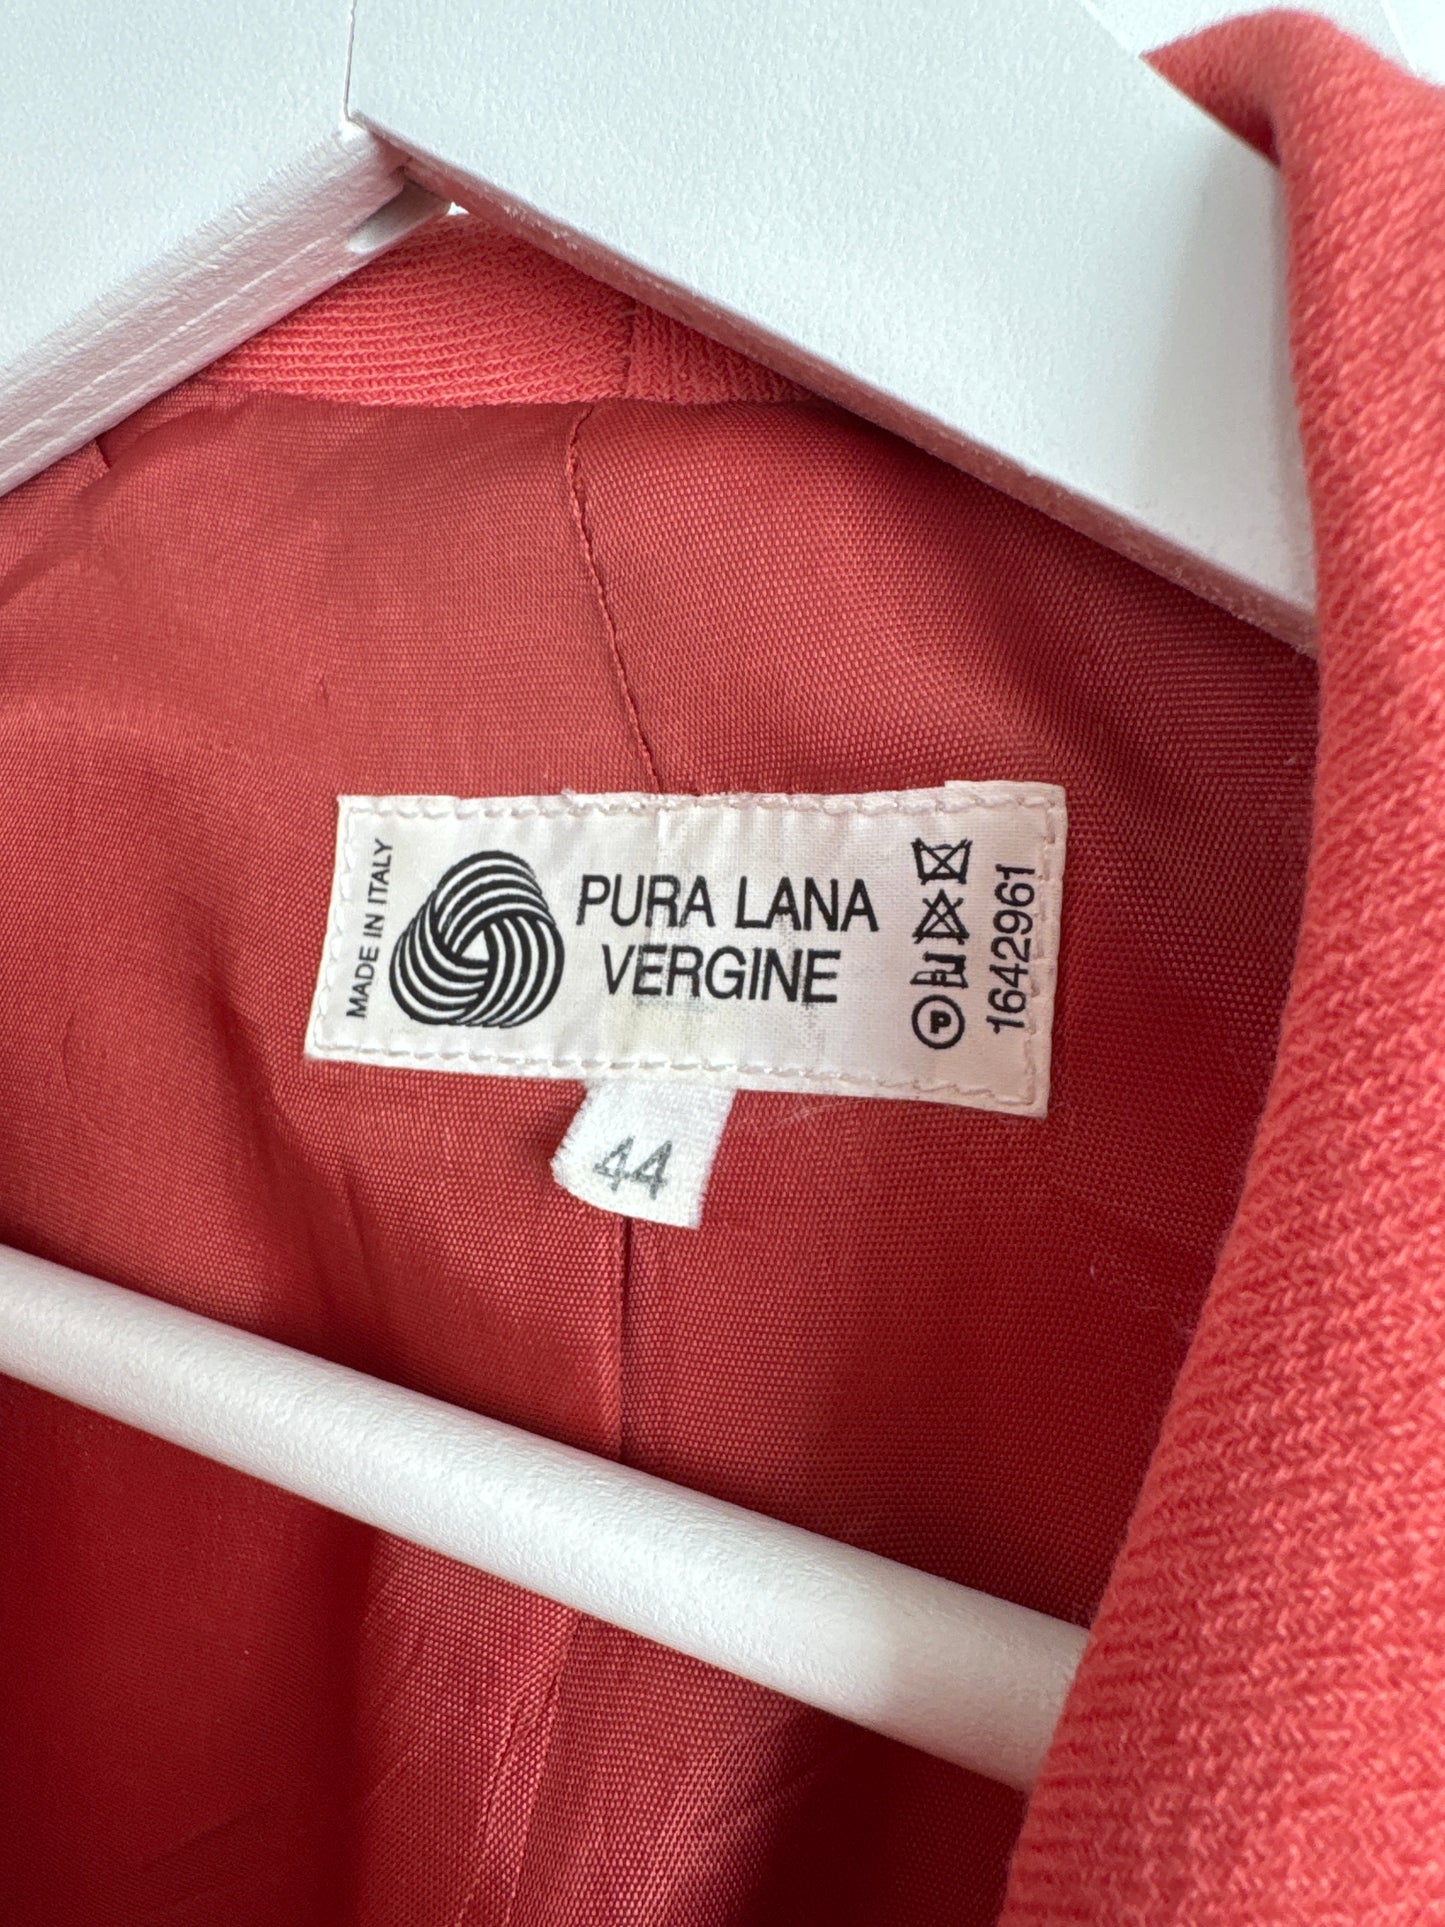 MADE IN ITALY
PURA LANA
VERGINE
P
1642961
44